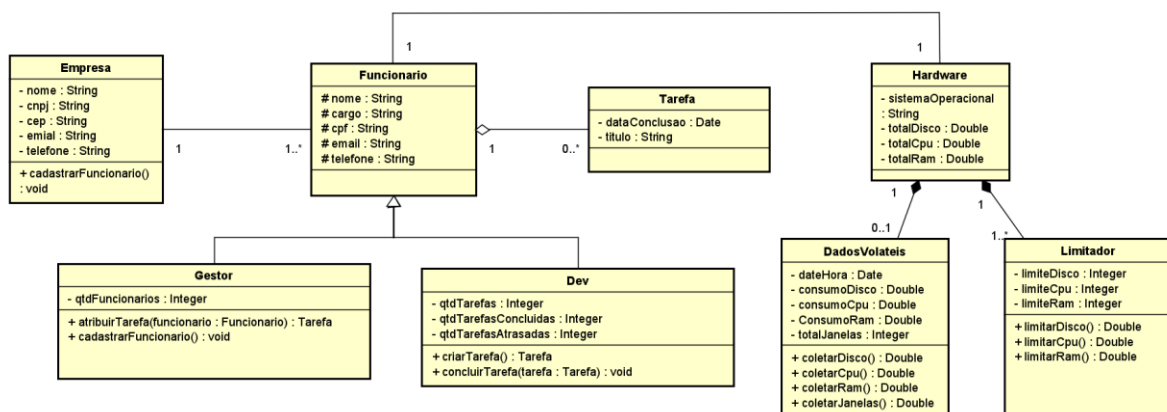 1
1
Empresa
- nome : String
- cnpj : String
- cep : String
- emial : String
- telefone : String
+ cadastrarFuncionario()
: void
1
1..*
Funcionario
# nome : String
# cargo : String
# cpf : String
# email : String
# telefone : String
1
0..*
Tarefa
- dataConclusao : Date
- titulo : String
Hardware
- sistemaOperacional
: String
- totalDisco : Double
- totalCpu : Double
- totalRam : Double
1
1
0..1
1..*
Gestor
- qtdFuncionarios : Integer
+ atribuirTarefa(funcionario : Funcionario) : Tarefa
+ cadastrarFuncionario() : void
Dev
- qtdTarefas : Integer
- qtdTarefasConcluidas : Integer
- qtdTarefasAtrasadas : Integer
+ criarTarefa() : Tarefa
+ concluirTarefa(tarefa : Tarefa) : void
DadosVolateis
- dateHora : Date
- consumoDisco : Double
- consumoCpu : Double
- ConsumoRam : Double
- totalJanelas : Integer
+ coletarDisco() : Double
+ coletarCpu() : Double
+ coletarRam() : Double
+ coletarJanelas() : Double
Limitador
- limiteDisco : Integer
- limiteCpu : Integer
- limiteRam : Integer
+ limitarDisco() : Double
+ limitarCpu() : Double
+ limitarRam() : Double